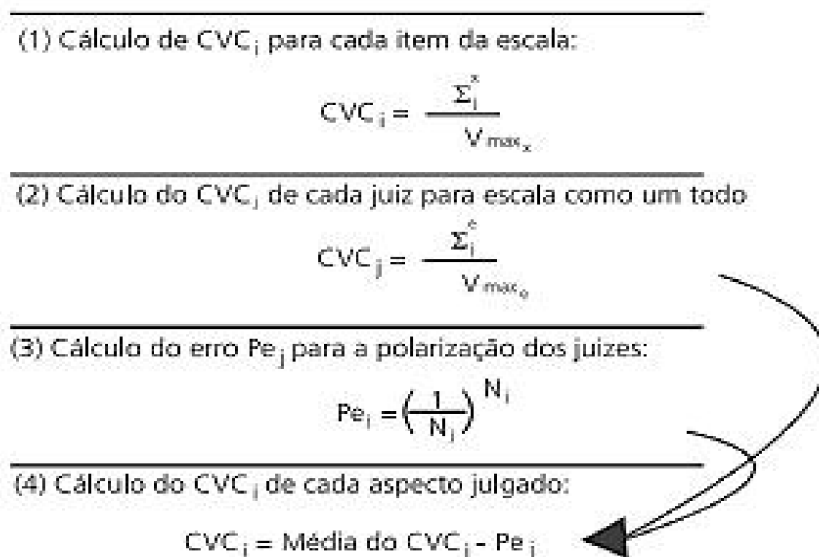 (1) Cálculo de CVC i para cada item da escala:
CVC i = Σ x i / V max x
(2) Cálculo do CVC j de cada juiz para escala como um todo
CVC j = Σ e j / V max e
(3) Cálculo do erro Pe j para a polarização dos juizes:
Pe i = ( 1 / N i ) N i
(4) Cálculo do CVC j de cada aspecto julgado:
CVC j = Média do CVC j - Pe j